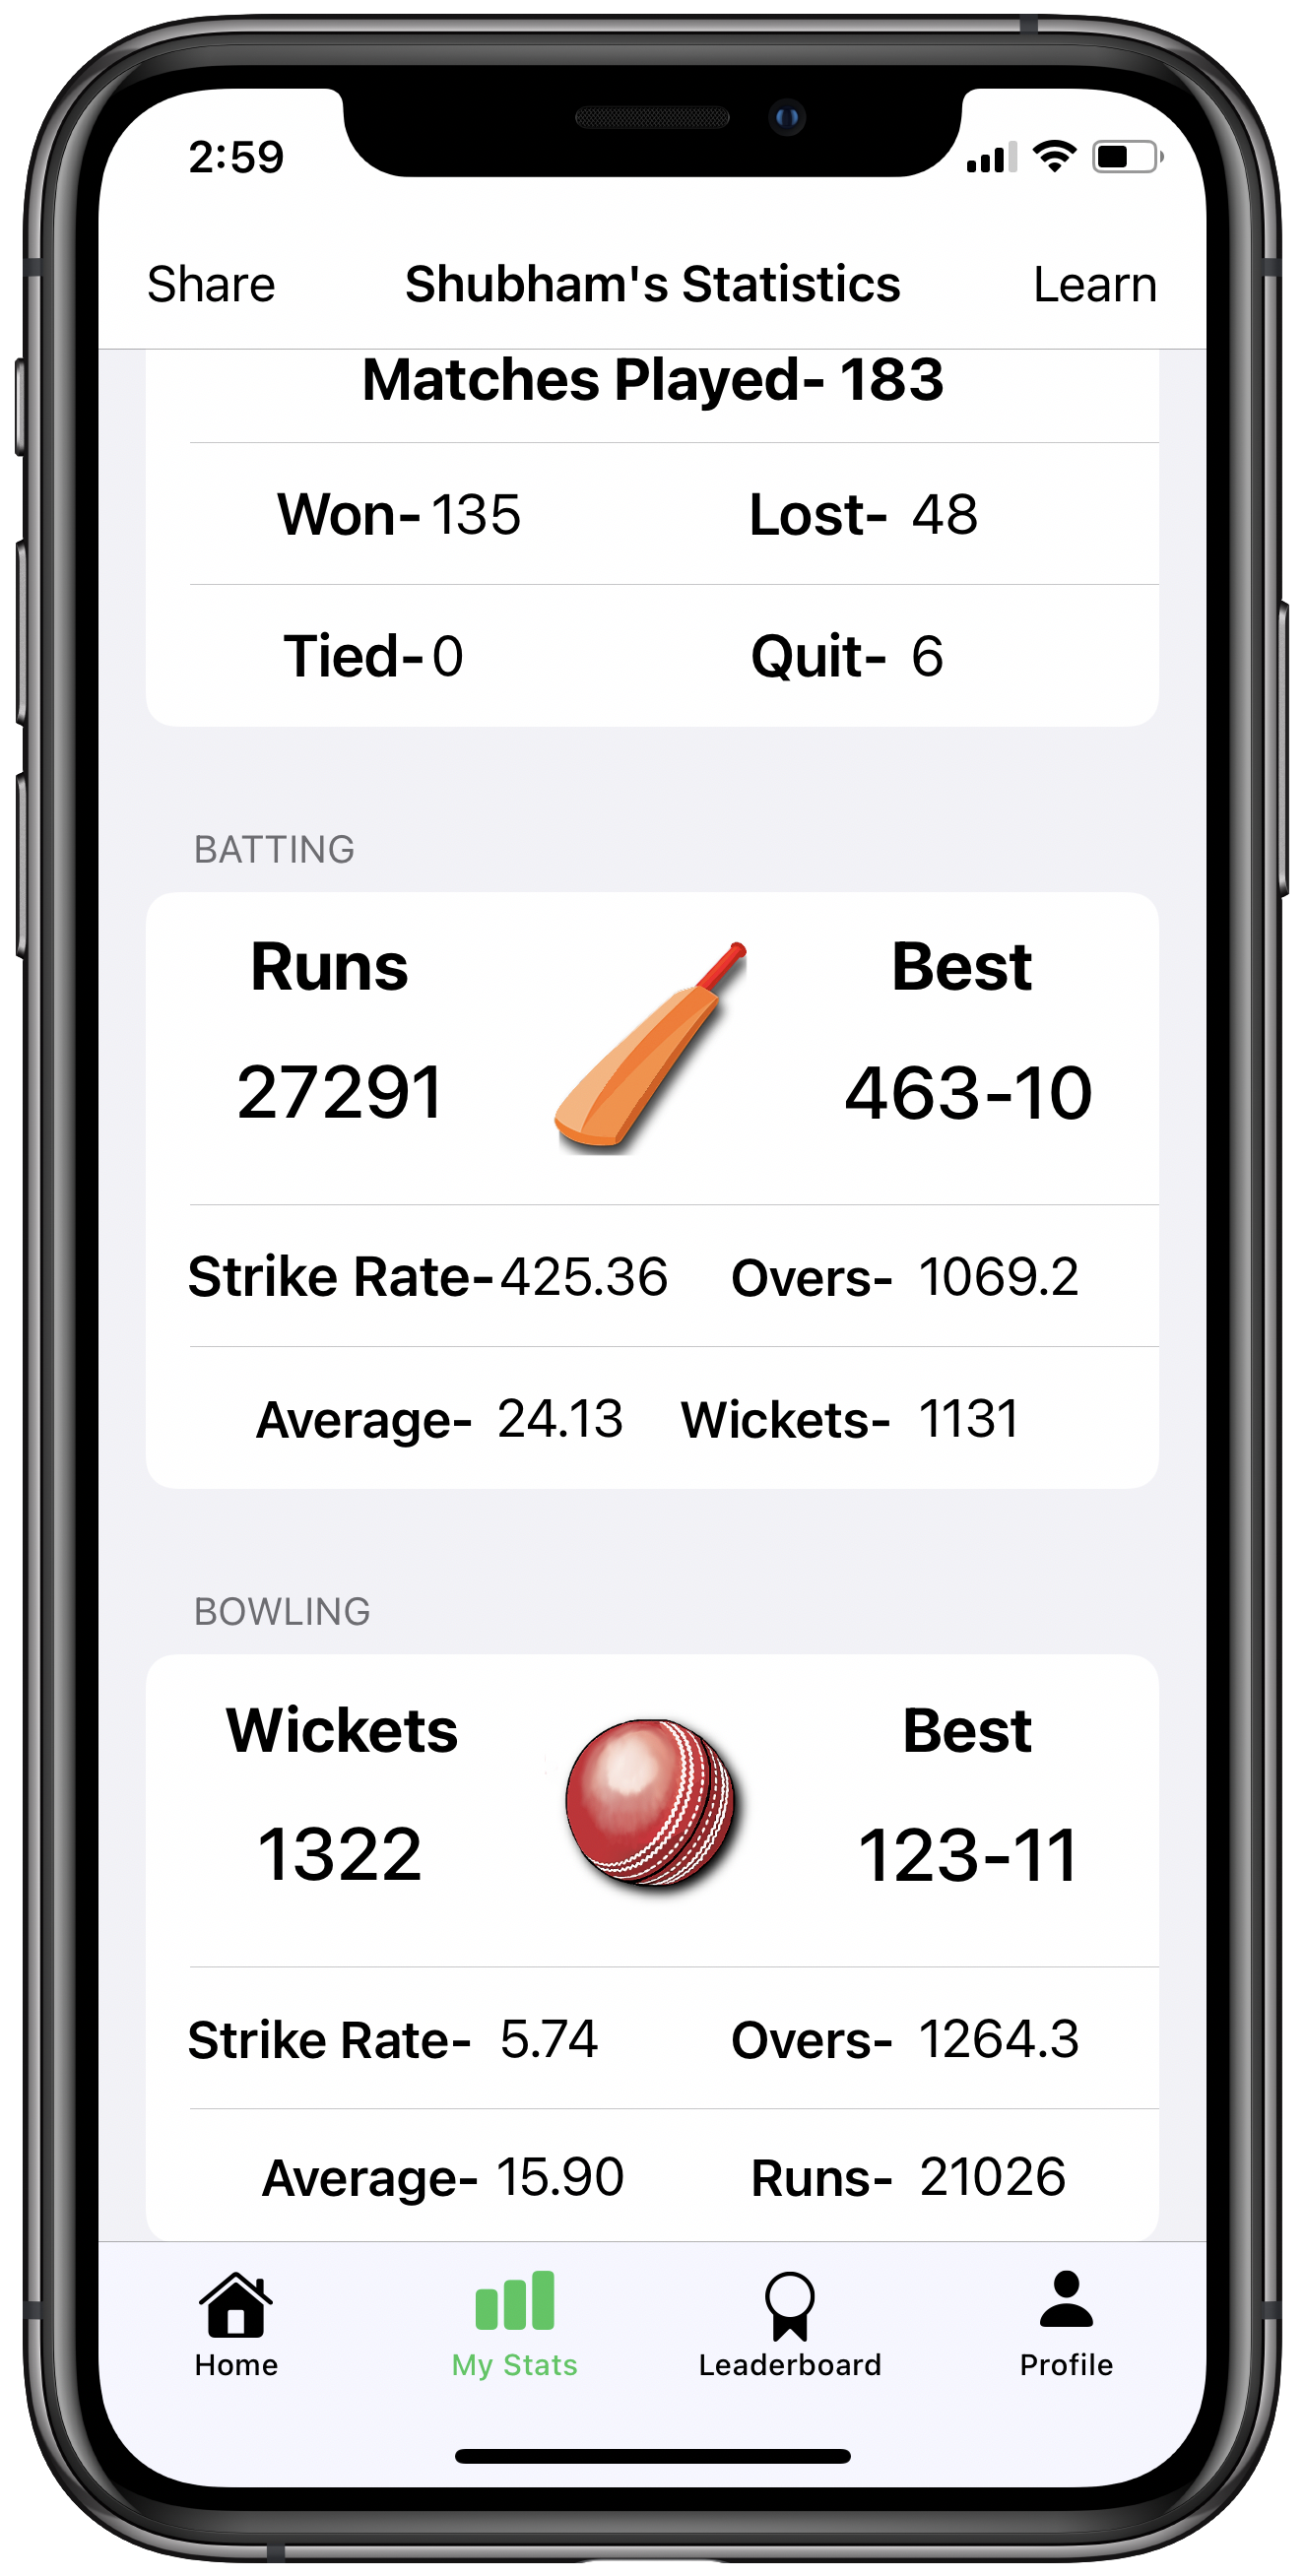 2:59
Share Shubham's Statistics Learn
Matches Played- 183
Won- 135 Lost- 48
Tied- 0 Quit- 6
BATTING
Runs Best
27291 463-10
Strike Rate- 425.36 Overs- 1069.2
Average- 24.13 Wickets- 1131
BOWLING
Wickets Best
1322 123-11
Strike Rate- 5.74 Overs- 1264.3
Average- 15.90 Runs- 21026
Home My Stats Leaderboard Profile